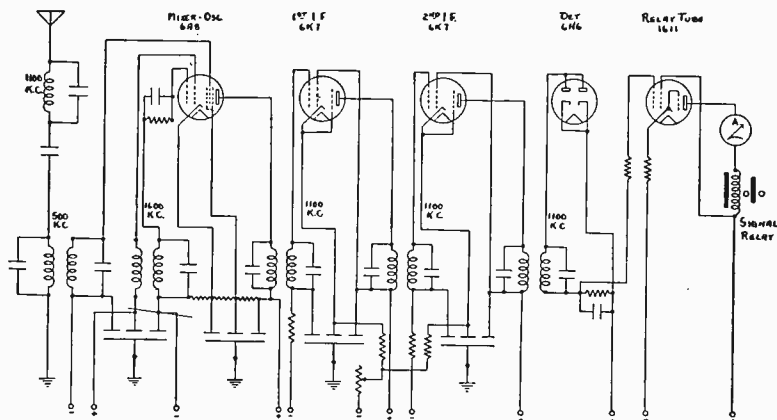 MIXER-OSC
6A8
1ST I F
6K7
2ND I F.
6K7
DET
6H6
RELAY TUBE
1611
1100
K.C.
A
500
K C
1600
K.C.
1100
K.C
1100
K.C
1100
K.C
SIGNAL
RELAY